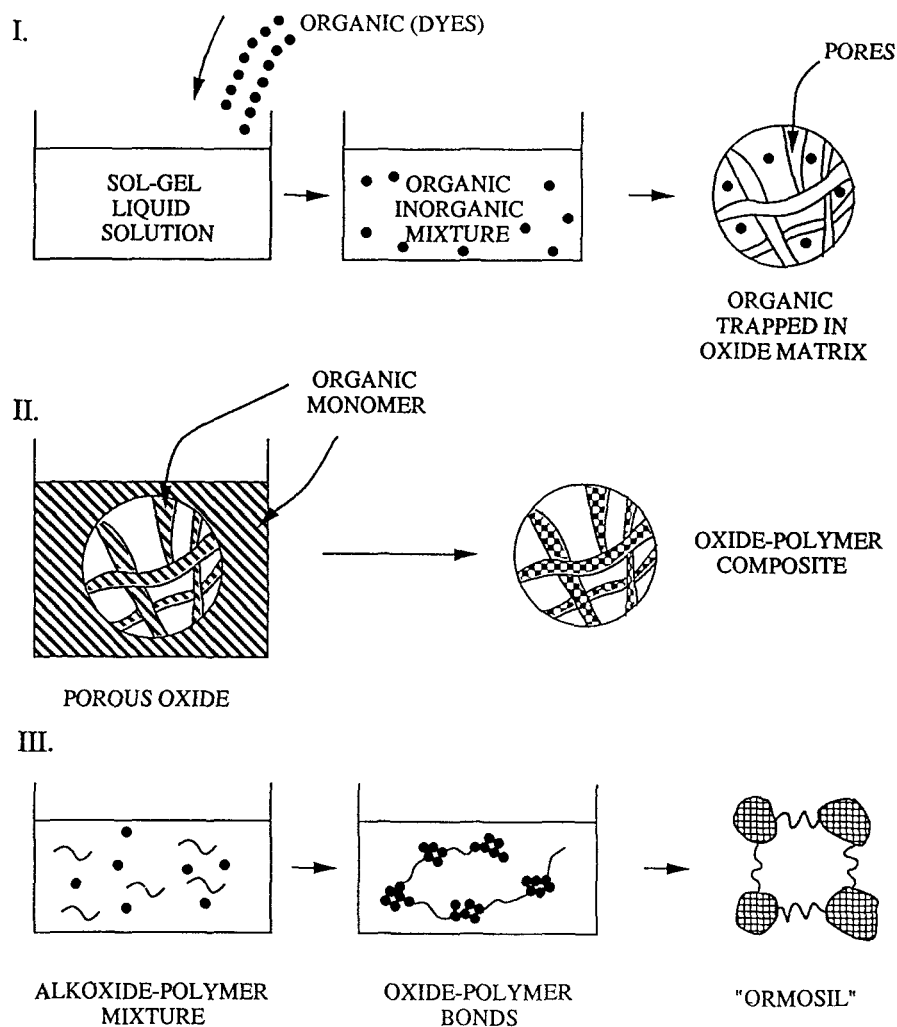 I.
ORGANIC (DYES)
PORES
SOL-GEL
LIQUID
SOLUTION
ORGANIC
INORGANIC
MIXTURE
ORGANIC
TRAPPED IN
OXIDE MATRIX
II.
ORGANIC
MONOMER
OXIDE-POLYMER
COMPOSITE
POROUS OXIDE
III.
ALKOXIDE-POLYMER
MIXTURE
OXIDE-POLYMER
BONDS
"ORMOSIL"